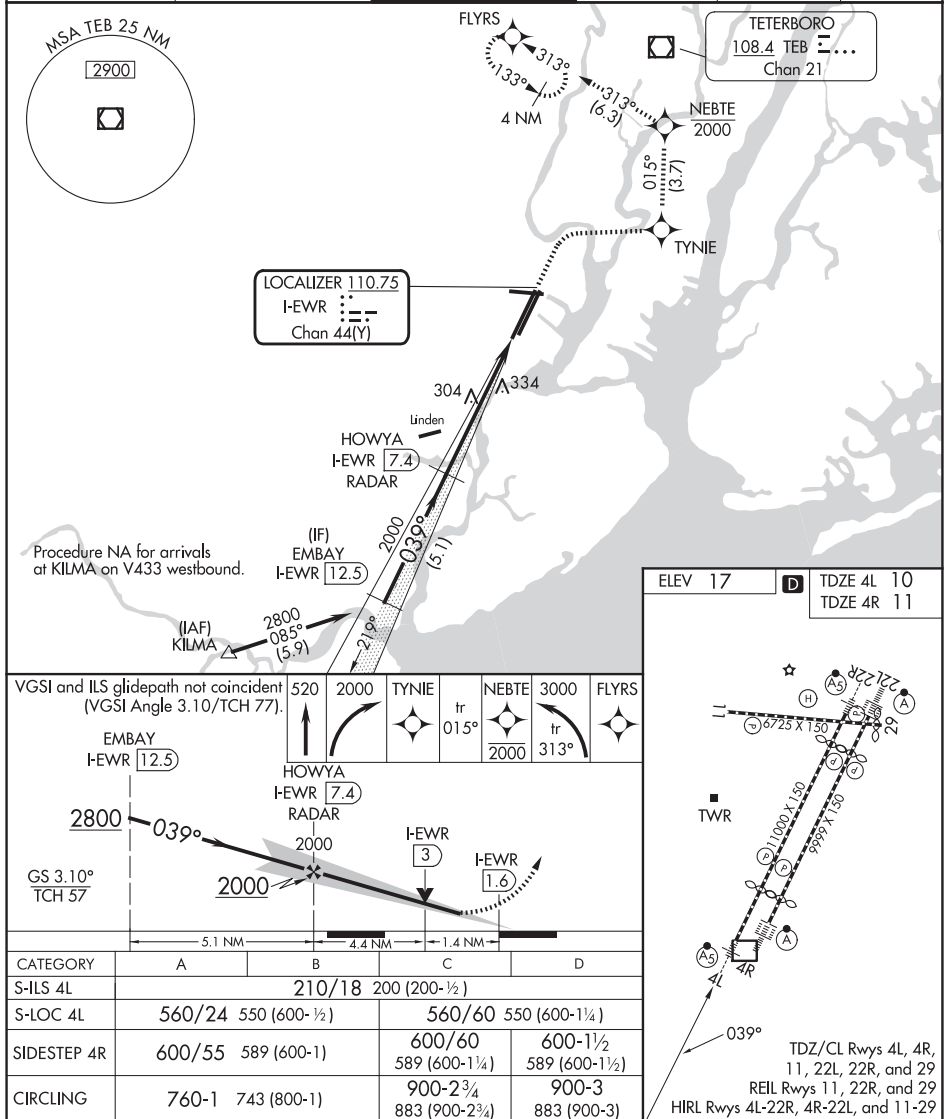 MSA TEB 25 NM
2900
FLYRS
313°
133°
4 NM
313°
(6.3)
TETERBORO
108.4 TEB
Chan 21
NEBTE
2000
015°
(3.7)
TYNIE
LOCALIZER 110.75
I-EWR
Chan 44(Y)
304
334
Linden
HOWYA
I-EWR 7.4
RADAR
2000
039°
(5.1)
(IF)
EMBAY
I-EWR 12.5
Procedure NA for arrivals
at KILMA on V433 westbound.
(IAF)
KILMA
2800
085°
(5.9)
219°
ELEV 17
D
TDZE 4L 10
TDZE 4R 11
VGSI and ILS glidepath not coincident
(VGSI Angle 3.10/TCH 77).
520
2000
TYNIE
tr
015°
NEBTE
2000
3000
tr
313°
FLYRS
EMBAY
I-EWR 12.5
HOWYA
I-EWR 7.4
RADAR
2000
2800
039°
2000
I-EWR
3
I-EWR
1.6
GS 3.10°
TCH 57
5.1 NM
4.4 NM
1.4 NM
CATEGORY A B C D
S-ILS 4L 210/18 200 (200-½)
S-LOC 4L 560/24 550 (600-½) 560/60 550 (600-1¼)
SIDESTEP 4R 600/55 589 (600-1) 600/60 589 (600-1¼) 600-1½ 589 (600-1½)
CIRCLING 760-1 743 (800-1) 900-2¾ 883 (900-2¾) 900-3 883 (900-3)
H
A5
22R
22L
A
11
P
6725 X 150
P
29
P
P
TWR
11000 X 150
9999 X 150
P
P
A5
A
4L
4R
039°
TDZ/CL Rwys 4L, 4R,
11, 22L, 22R, and 29
REIL Rwys 11, 22R, and 29
HIRL Rwys 4L-22R, 4R-22L, and 11-29